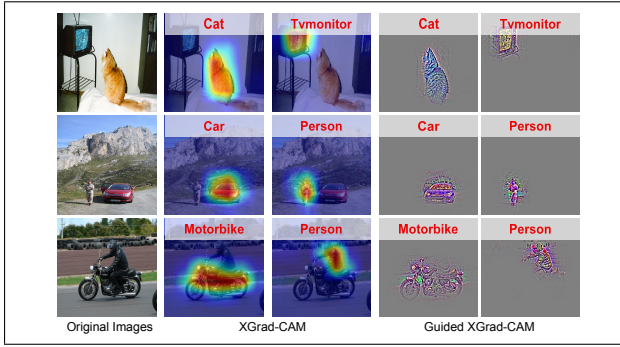 Cat Tvmonitor Cat Tvmonitor
Car Person Car Person
Motorbike Person Motorbike Person
Original Images XGrad-CAM Guided XGrad-CAM